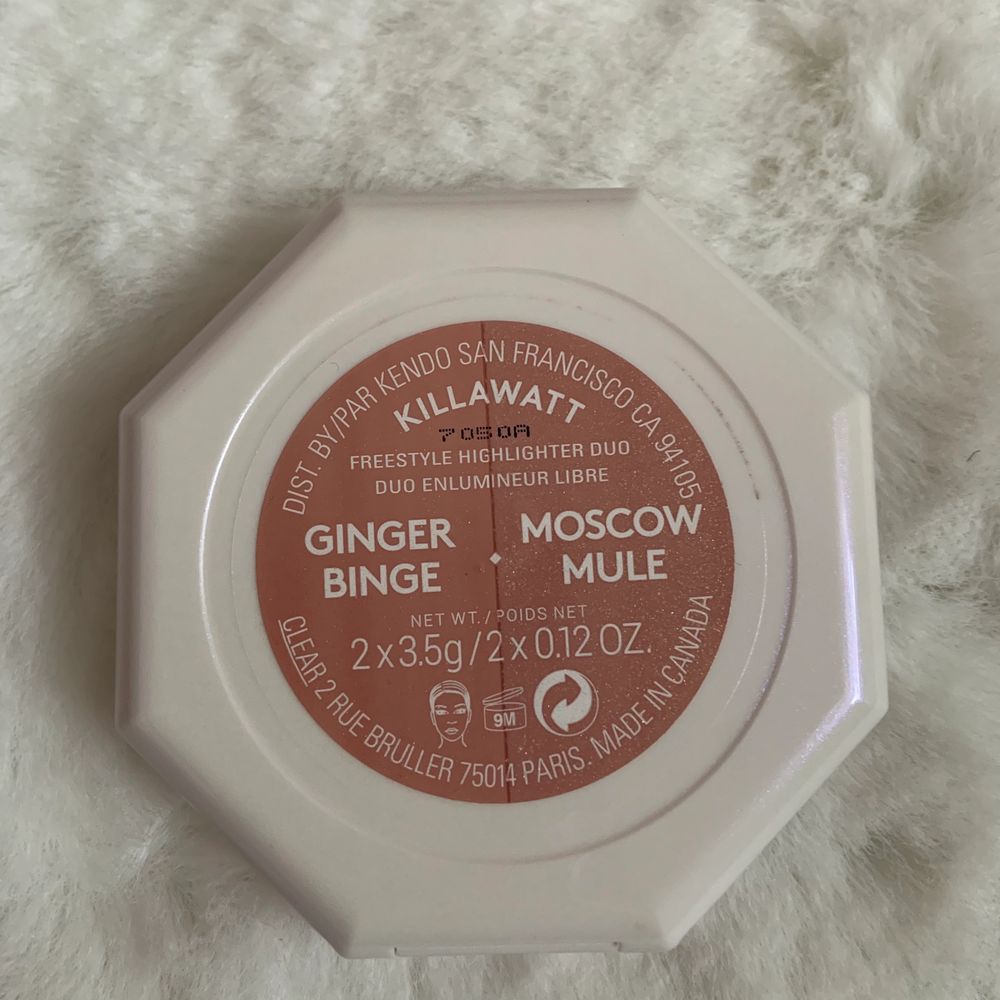 DIST. BY/PAR KENDO SAN FRANCISCO CA 94105
KILLAWATT
7050A
FREESTYLE HIGHLIGHTER DUO
DUO ENLUMINEUR LIBRE
GINGER BINGE
MOSCOW MULE
NET WT. / POIDS NET
2 x 3.5g / 2 x 0.12 OZ.
9M
CLEAR 2 RUE BRULLER 75014 PARIS. MADE IN CANADA